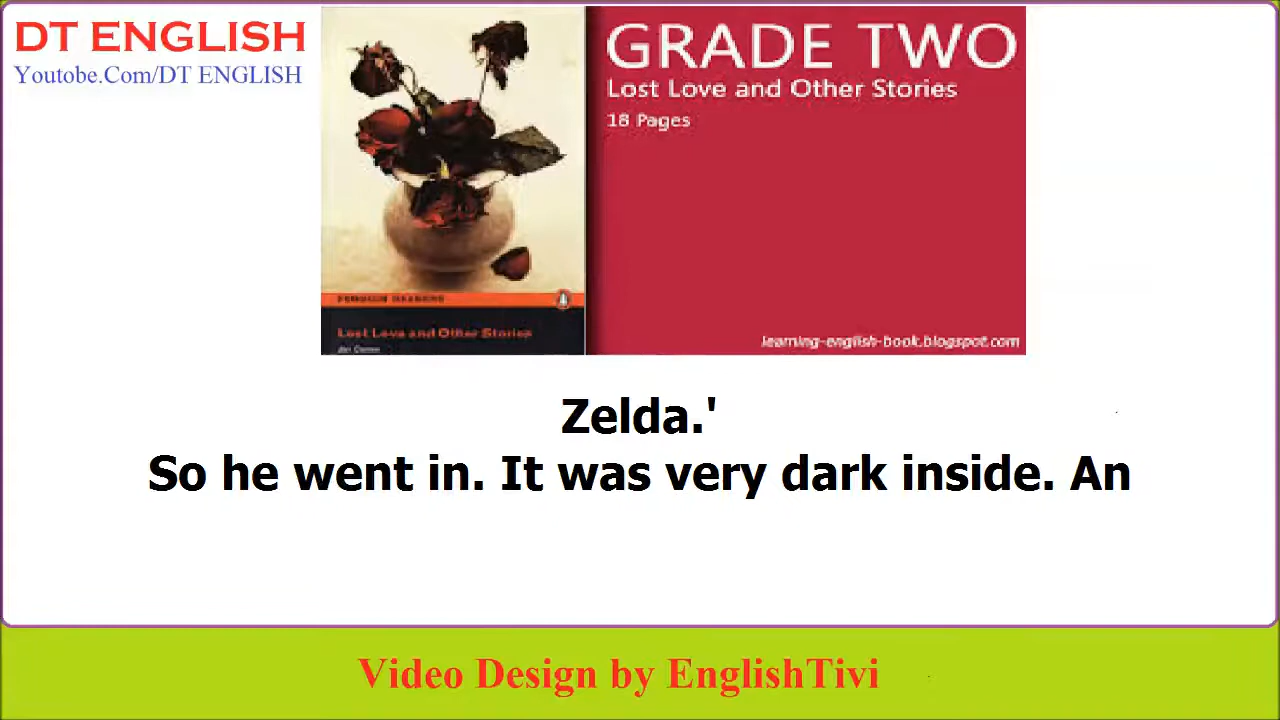 DT ENGLISH
Youtobe.Com/DT ENGLISH
GRADE TWO
Lost Love and Other Stories
18 Pages
PENGUIN READERS
Lost Love and Other Stories
learning-english-book.blogspot.com
Zelda.'
So he went in. It was very dark inside. An
Video Design by EnglishTivi